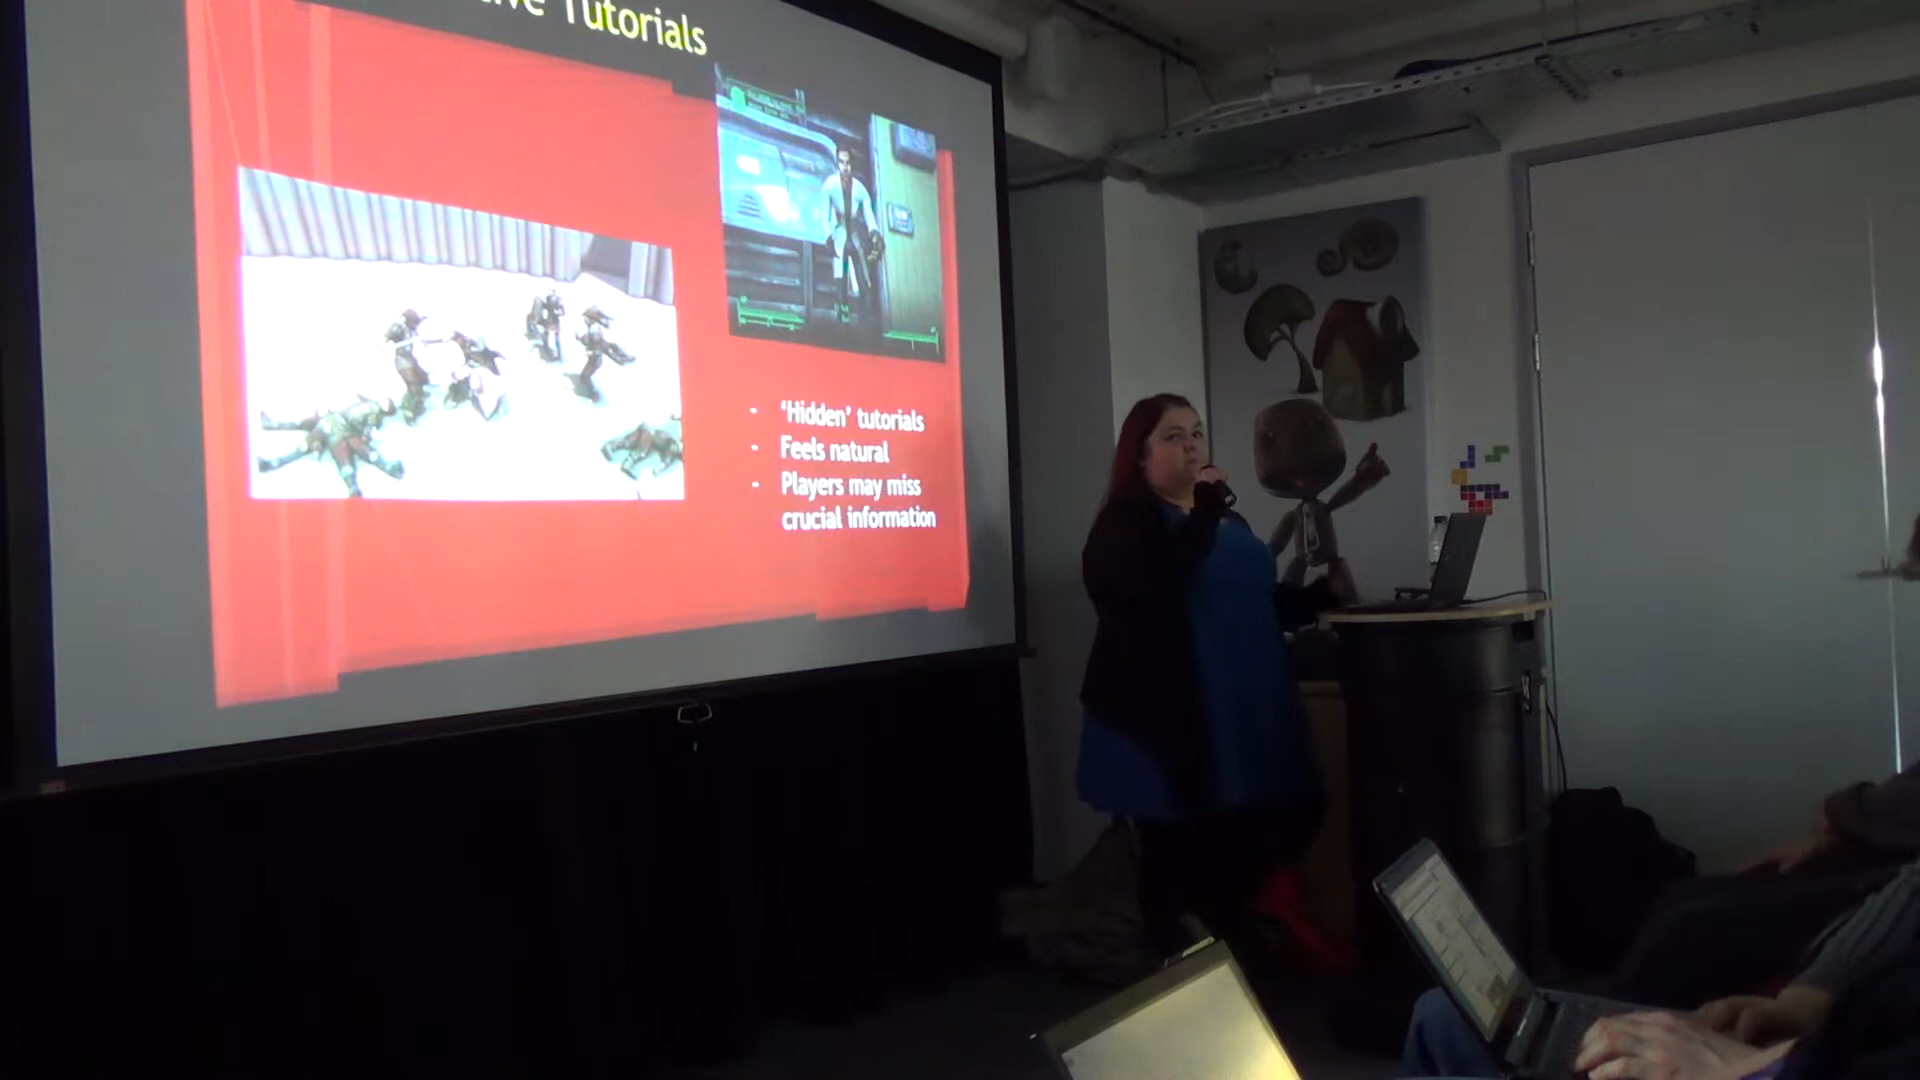 Tutorials
- ‘Hidden’ tutorials
- Feels natural
- Players may miss
crucial information